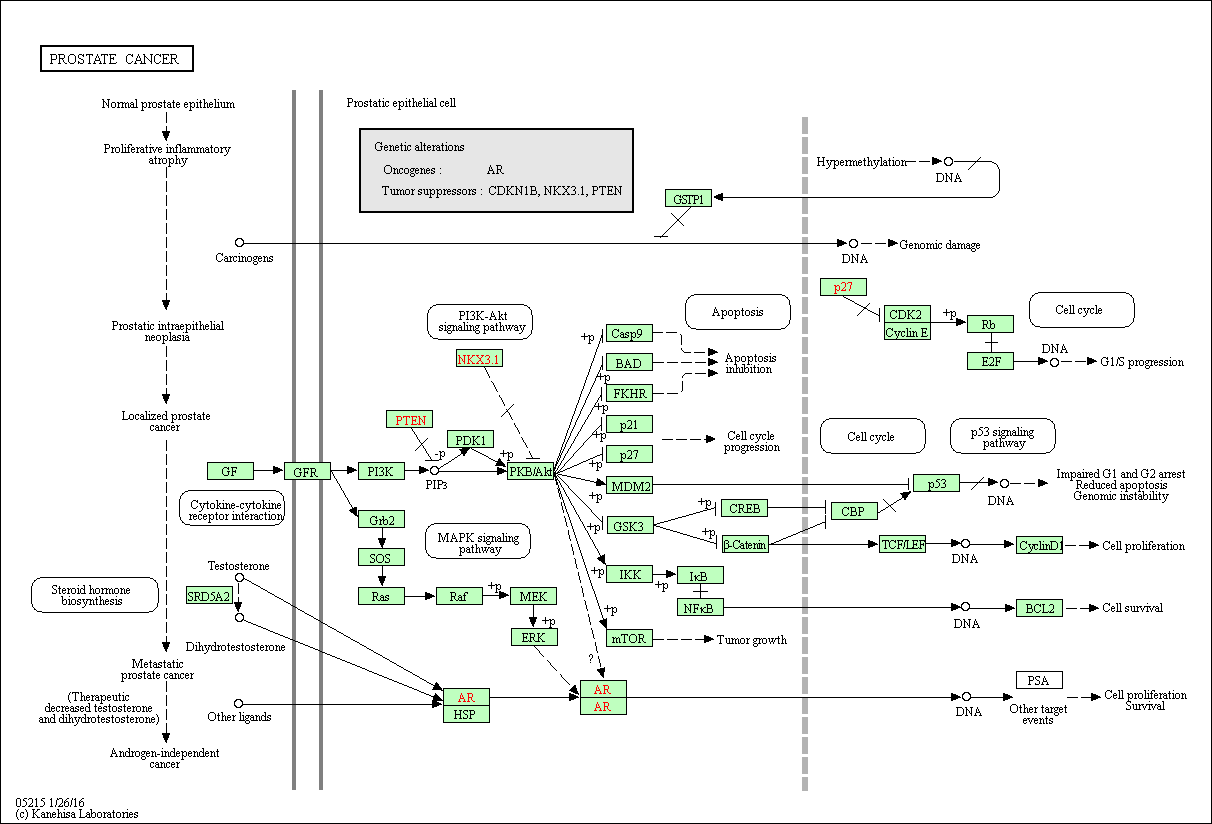 PROSTATE CANCER
Normal prostate epithelium
Prostatic epithelial cell
Proliferative inflammatory
atrophy
Genetic alterations
Oncogenes : AR
Tumor suppressors : CDKN1B, NKX3.1, PTEN
Hypermethylation
DNA
GSTP1
Carcinogens
DNA
Genomic damage
Prostatic intraepithelial
neoplasia
PI3K-Akt
signaling pathway
NKX3.1
Apoptosis
Casp9
BAD
FKHR
p21
p27
Apoptosis
inhibition
Cell cycle
progression
p27
CDK2
Cyclin E
+p
Rb
E2F
Cell cycle
DNA
G1/S progression
Localized prostate
cancer
PTEN
PDK1
-p
+p
GF
GFR
PI3K
PIP3
PKB/Akt
+p
+p
+p
+p
+p
+p
+p
+p
+p
MDM2
Cell cycle
p53 signaling
pathway
p53
DNA
Impaired G1 and G2 arrest
Reduced apoptosis
Genomic instability
Cytokine-cytokine
receptor interaction
Grb2
SOS
Ras
Raf
+p
MEK
+p
ERK
MAPK signaling
pathway
GSK3
+p
CREB
+p
β-Catenin
CBP
TCF/LEF
DNA
CyclinD1
Cell proliferation
IKK
+p
IκB
NFκB
DNA
BCL2
Cell survival
mTOR
Tumor growth
?
Steroid hormone
biosynthesis
Testosterone
SRD5A2
Dihydrotestosterone
Metastatic
prostate cancer
(Therapeutic
decreased testosterone
and dihydrotestosterone)
Other ligands
AR
HSP
AR
AR
DNA
PSA
Other target
events
Cell proliferation
Survival
Androgen-independent
cancer
05215 1/26/16
(c) Kanehisa Laboratories